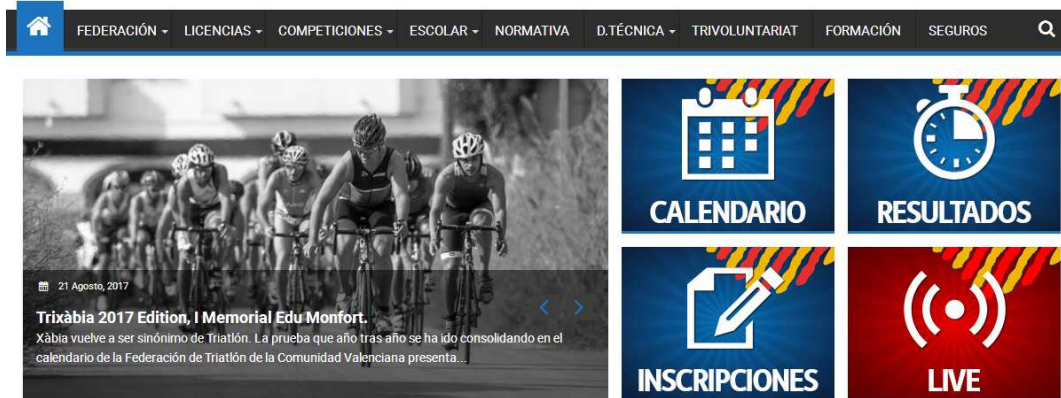 FEDERACIÓN LICENCIAS COMPETICIONES ESCOLAR NORMATIVA D.TÉCNICA TRIVOLUNTARIAT FORMACIÓN SEGUROS
CALENDARIO
RESULTADOS
21 Agosto, 2017
Trixàbia 2017 Edition, I Memorial Edu Monfort.
Xàbia vuelve a ser sinónimo de Triatlón. La prueba que año tras año se ha ido consolidando en el
calendario de la Federación de Triatlón de la Comunidad Valenciana presenta...
INSCRIPCIONES
LIVE